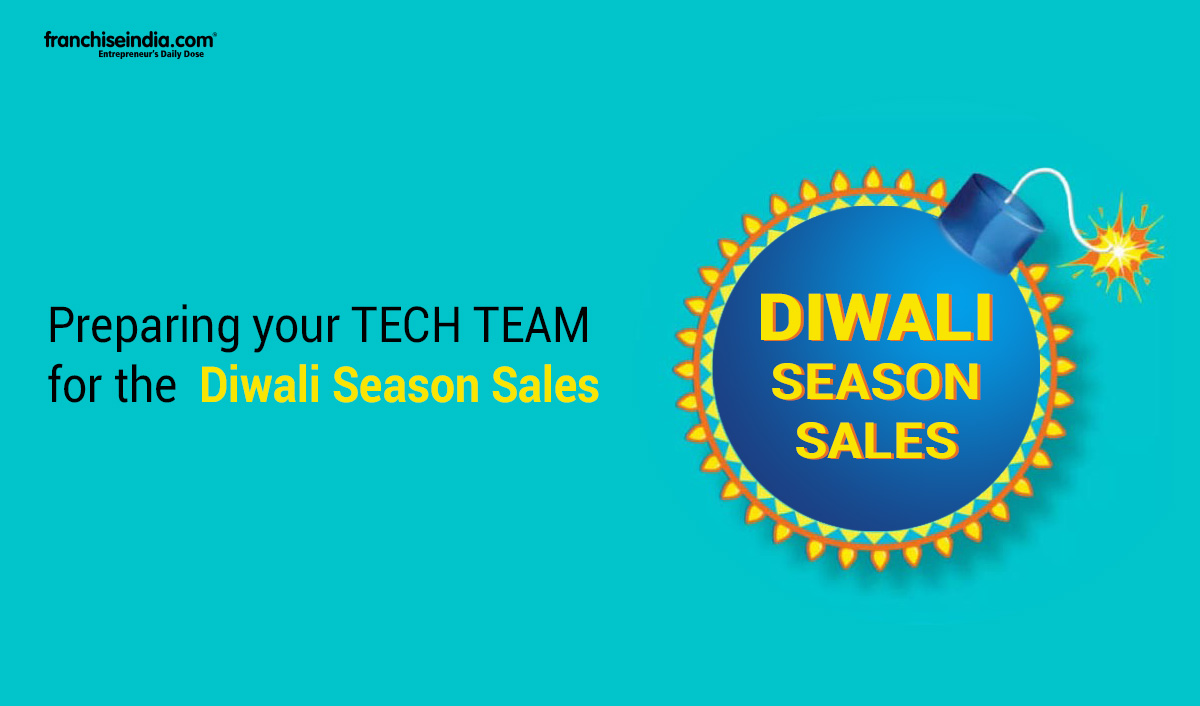 franchiseindia.com®
Entrepreneur's Daily Dose
Preparing your TECH TEAM
for the Diwali Season Sales
DIWALI
SEASON
SALES